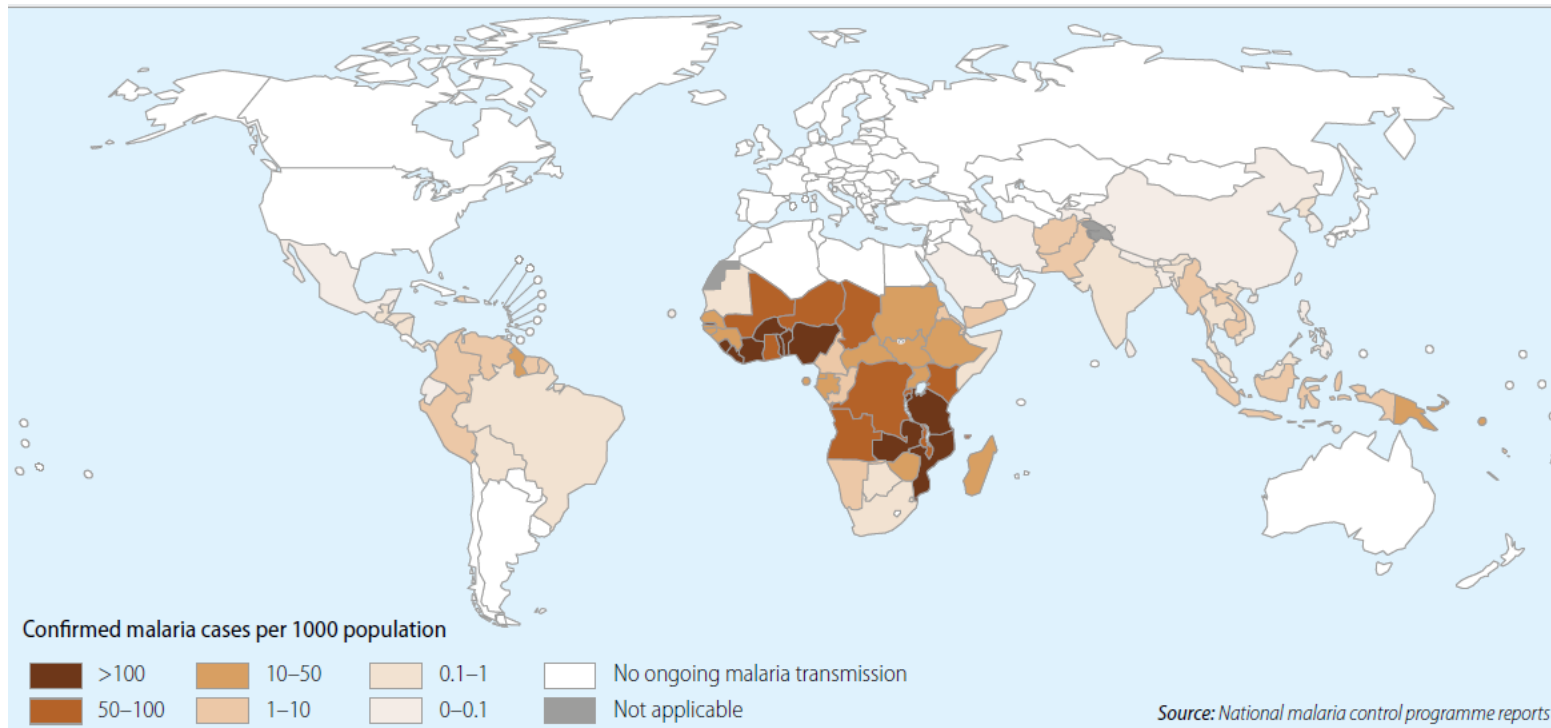 Confirmed malaria cases per 1000 population
>100 10–50 0.1–1 No ongoing malaria transmission
50–100 1–10 0–0.1 Not applicable
Source: National malaria control programme reports